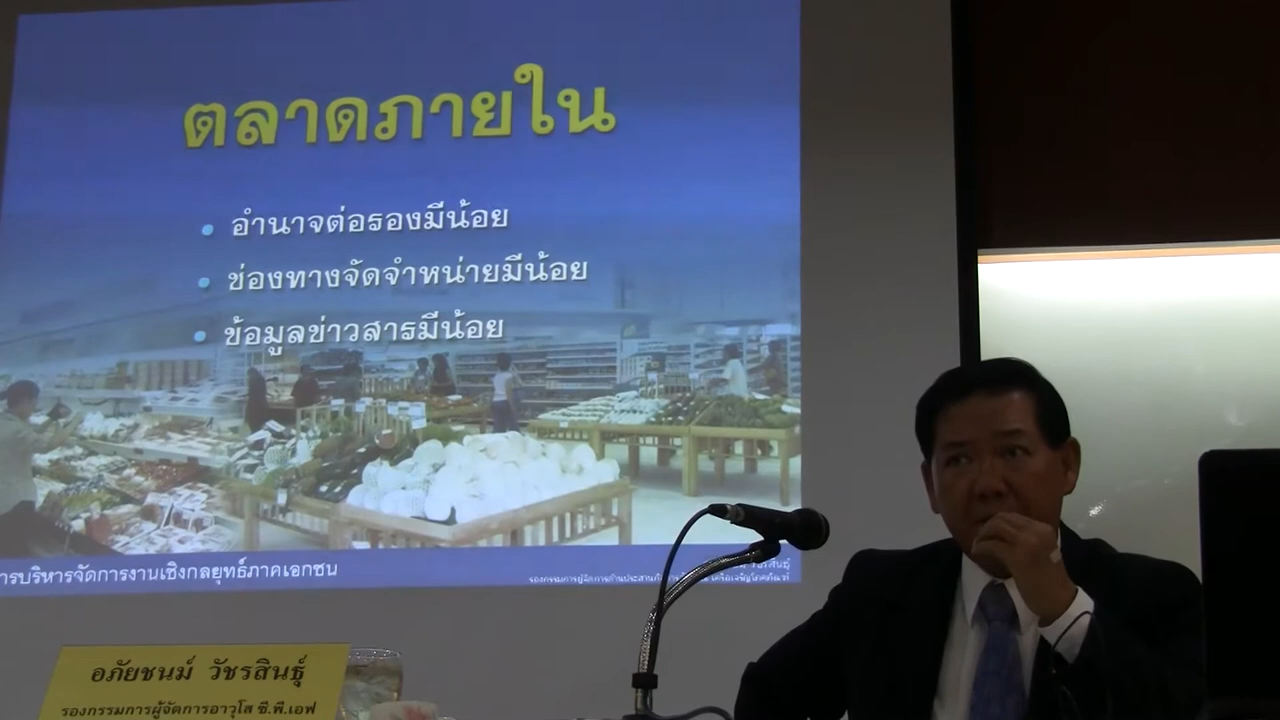 ตลาดภายใน
อำนาจต่อรองมีน้อย
ช่องทางจัดจำหน่ายมีน้อย
ข้อมูลข่าวสารมีน้อย
การบริหารจัดการงานเชิงกลยุทธ์ภาคเอกชน
อภัยชนม์ วัชรสินธุ์
รองกรรมการผู้จัดการอาวุโส ซี.พี.เอฟ